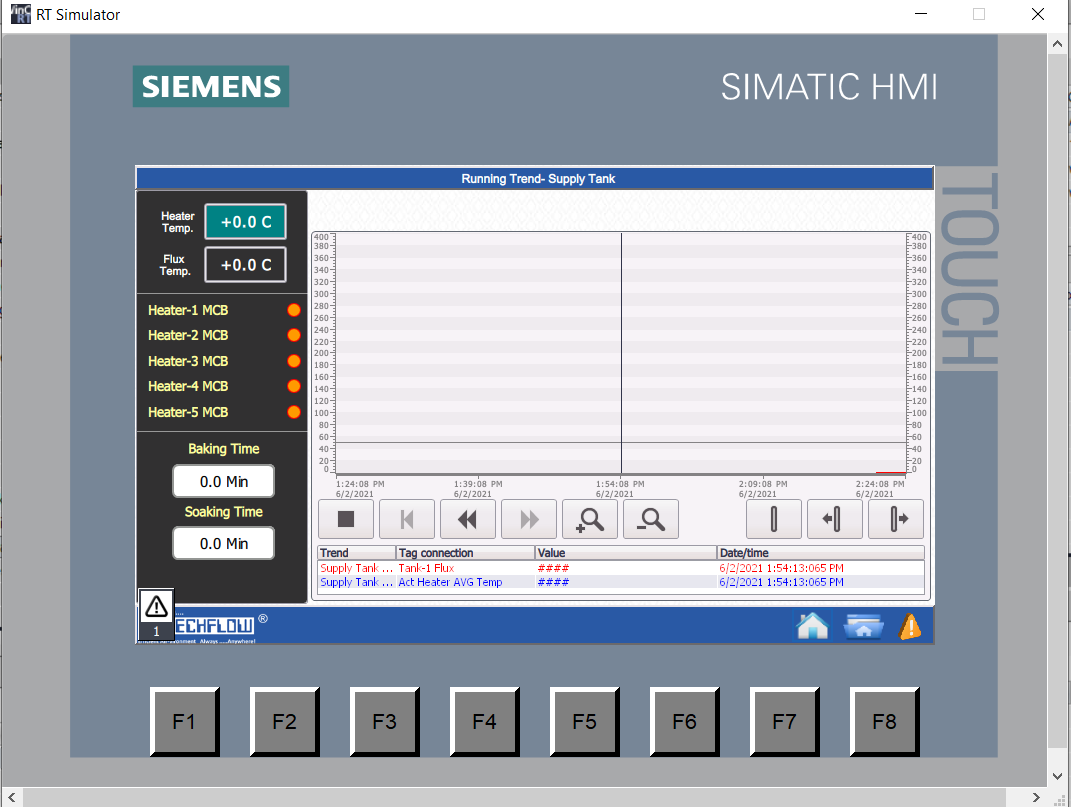 RT Simulator
SIEMENS
SIMATIC HMI
TOUCH
Running Trend- Supply Tank
Heater
Temp.
+0.0 C
Flux
Temp.
+0.0 C
Heater-1 MCB
Heater-2 MCB
Heater-3 MCB
Heater-4 MCB
Heater-5 MCB
Baking Time
0.0 Min
Soaking Time
0.0 Min
400
380
360
340
320
300
280
260
240
220
200
180
160
140
120
100
80
60
40
20
0
400
380
360
340
320
300
280
260
240
220
200
180
160
140
120
100
80
60
40
20
0
1:24:08 PM 1:39:08 PM 1:54:08 PM 2:09:08 PM 2:24:08 PM
6/2/2021 6/2/2021 6/2/2021 6/2/2021 6/2/2021
Trend Tag connection Value Date/time
Supply Tank ... Tank-1 Flux #### 6/2/2021 1:54:13:065 PM
Supply Tank ... Act Heater AVG Temp #### 6/2/2021 1:54:13:065 PM
1
ECHFLOW ®
Always .....Anywhere!
F1 F2 F3 F4 F5 F6 F7 F8